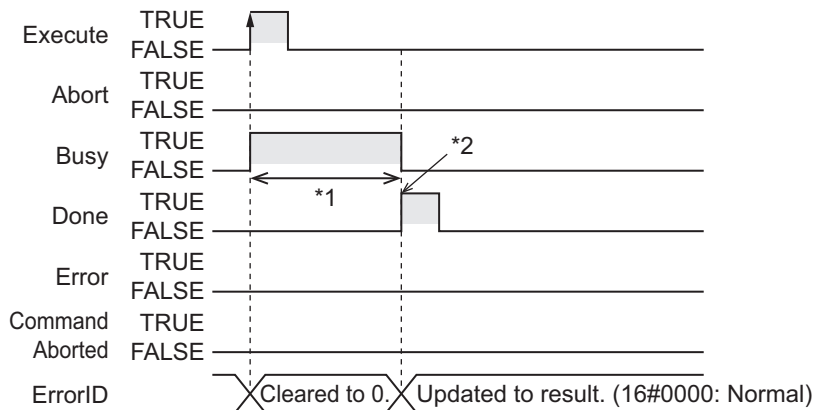 Execute TRUE
FALSE
Abort TRUE
FALSE
Busy TRUE
FALSE
*2
*1
Done TRUE
FALSE
Error TRUE
FALSE
Command TRUE
Aborted FALSE
ErrorID Cleared to 0. Updated to result. (16#0000: Normal)